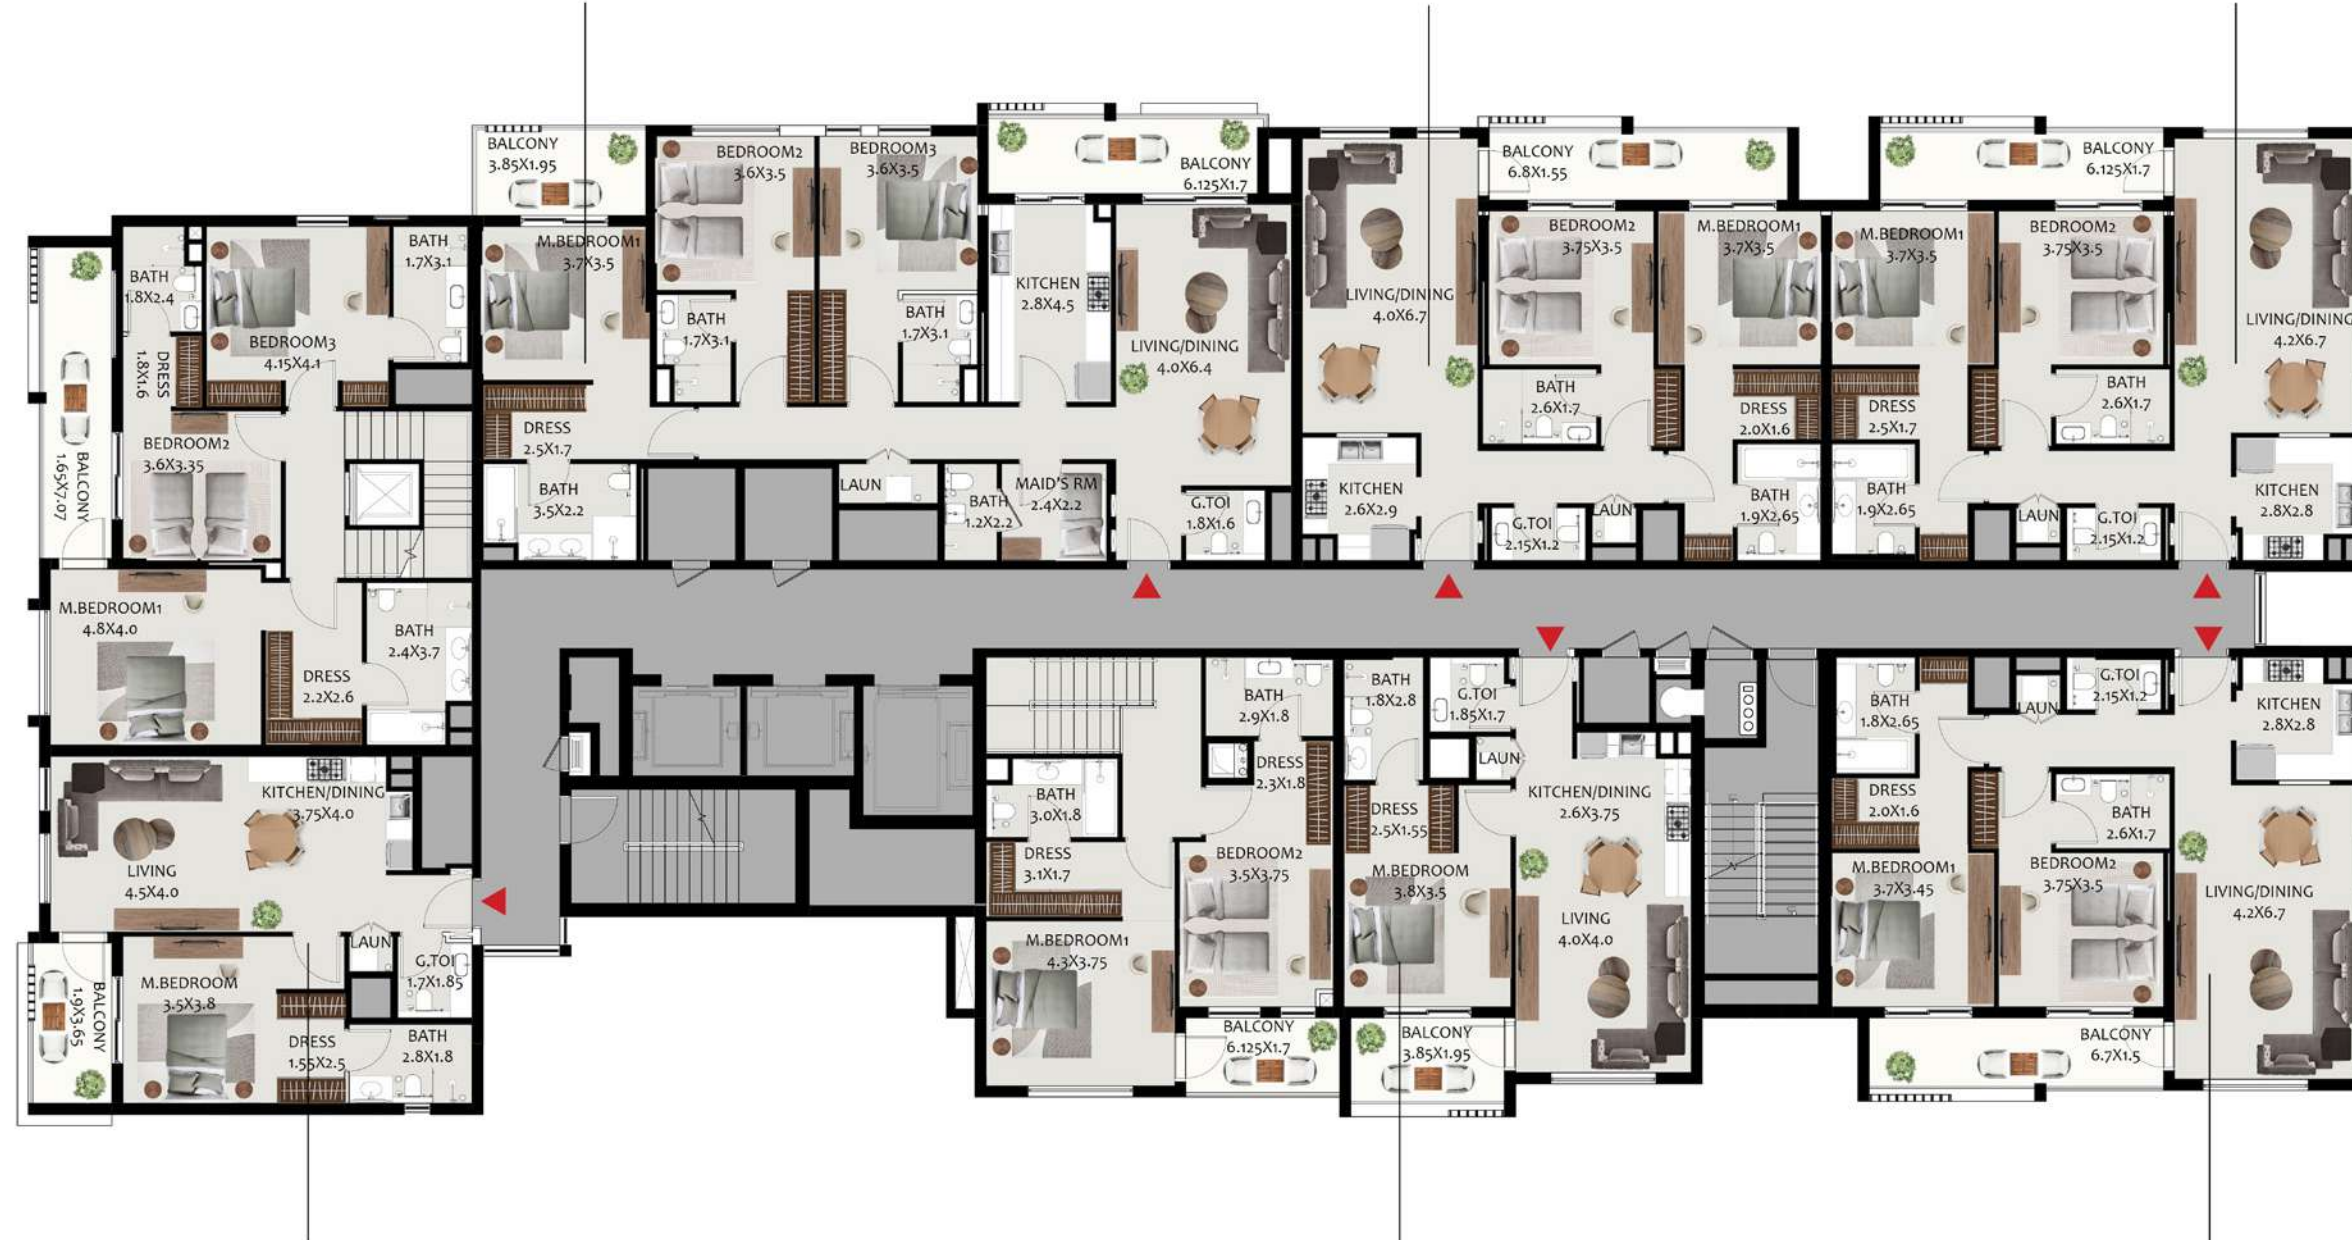 BALCONY
3.85X1.95
BEDROOM2
3.6X3.5
BEDROOM3
3.6X3.5
BALCONY
6.125X1.7
BALCONY
6.8X1.55
BALCONY
6.125X1.7
BATH
1.8X2.4
BATH
1.7X3.1
BEDROOM3
4.15X4.1
DRESS
1.8X1.6
BEDROOM2
3.6X3.35
BALCONY
1.65X7.07
M.BEDROOM1
3.7X3.5
DRESS
2.5X1.7
BATH
3.5X2.2
BATH
1.7X3.1
BATH
1.7X3.1
KITCHEN
2.8X4.5
LIVING/DINING
4.0X6.4
LAUN
BATH
1.2X2.2
MAID'S RM
2.4X2.2
G.TOI
1.8X1.6
LIVING/DINING
4.0X6.7
KITCHEN
2.6X2.9
BEDROOM2
3.75X3.5
BATH
2.6X1.7
M.BEDROOM1
3.7X3.5
DRESS
2.0X1.6
G.TOI
2.15X1.2
LAUN
BATH
1.9X2.65
M.BEDROOM1
3.7X3.5
DRESS
2.5X1.7
BATH
1.9X2.65
BEDROOM2
3.75X3.5
BATH
2.6X1.7
LAUN
G.TOI
2.15X1.2
LIVING/DINING
4.2X6.7
KITCHEN
2.8X2.8
M.BEDROOM1
4.8X4.0
DRESS
2.2X2.6
BATH
2.4X3.7
KITCHEN/DINING
3.75X4.0
LIVING
4.5X4.0
LAUN
G.TOI
1.7X1.85
M.BEDROOM
3.5X3.8
DRESS
1.55X2.5
BATH
2.8X1.8
BALCONY
1.9X3.65
BATH
2.9X1.8
DRESS
2.3X1.8
BATH
3.0X1.8
DRESS
3.1X1.7
BEDROOM2
3.5X3.75
M.BEDROOM1
4.3X3.75
BALCONY
6.125X1.7
BATH
1.8X2.8
G.TOI
1.85X1.7
LAUN
DRESS
2.5X1.55
KITCHEN/DINING
2.6X3.75
M.BEDROOM
3.8X3.5
LIVING
4.0X4.0
BALCONY
3.85X1.95
BATH
1.8X2.65
LAUN
G.TOI
2.15X1.2
KITCHEN
2.8X2.8
DRESS
2.0X1.6
BATH
2.6X1.7
M.BEDROOM1
3.7X3.45
BEDROOM2
3.75X3.5
LIVING/DINING
4.2X6.7
BALCONY
6.7X1.5